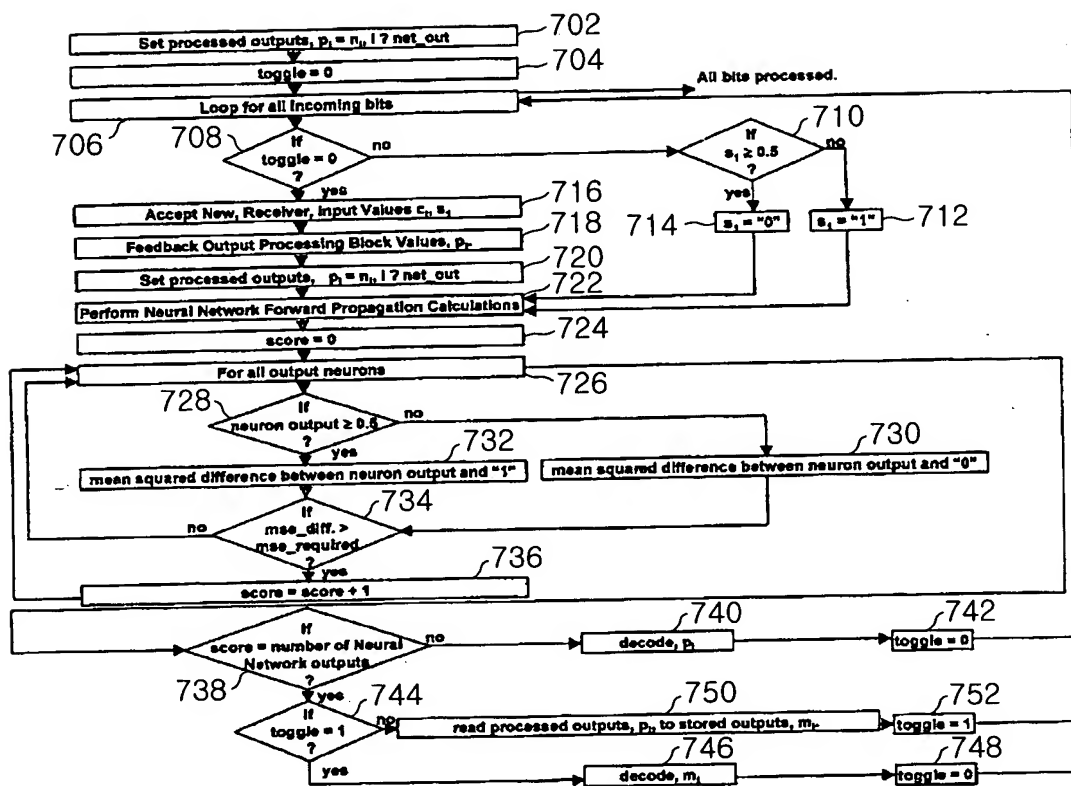 702
Set processed outputs, pᵢ = nᵢ, i ? net_out
704
toggle = 0
All bits processed.
Loop for all incoming bits
706
708
If
toggle = 0
?
no
yes
710
If
s₁ ≥ 0.5
?
no
yes
716
Accept New, Receiver, Input Values cₜ, s₁
714
s₁ = "0"
s₁ = "1"
712
718
Feedback Output Processing Block Values, pᵢ.
720
Set processed outputs, pᵢ = nᵢ, i ? net_out
722
Perform Neural Network Forward Propagation Calculations
724
score = 0
For all output neurons
726
728
If
neuron output ≥ 0.5
?
no
yes
732
730
mean squared difference between neuron output and "1"
mean squared difference between neuron output and "0"
734
If
mse_diff. >
mse_required
?
no
yes
736
score = score + 1
If
score = number of Neural
Network outputs
?
738
no
yes
740
decode, pᵢ
742
toggle = 0
744
If
toggle = 1
?
no
yes
750
read processed outputs, pᵢ, to stored outputs, mᵢ.
752
toggle = 1
746
decode, mᵢ
748
toggle = 0